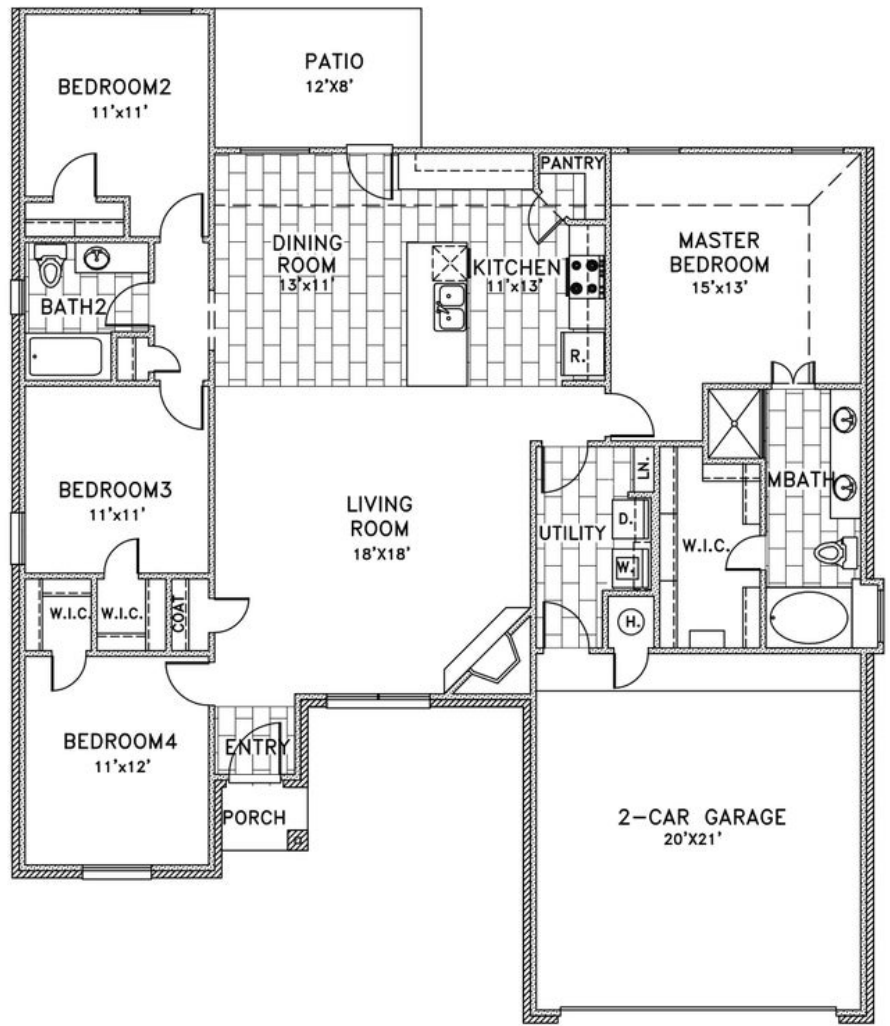 BEDROOM2
11'x11'
PATIO
12'X8'
PANTRY
DINING
ROOM
13'x11'
KITCHEN
11'x13'
MASTER
BEDROOM
15'x13'
BATH2
R.
BEDROOM3
11'x11'
LIVING
ROOM
18'X18'
LN.
MBATH
D.
UTILITY
W.
W.I.C.
W.I.C.
W.I.C.
COAT
H.
BEDROOM4
11'x12'
ENTRY
PORCH
2-CAR GARAGE
20'X21'